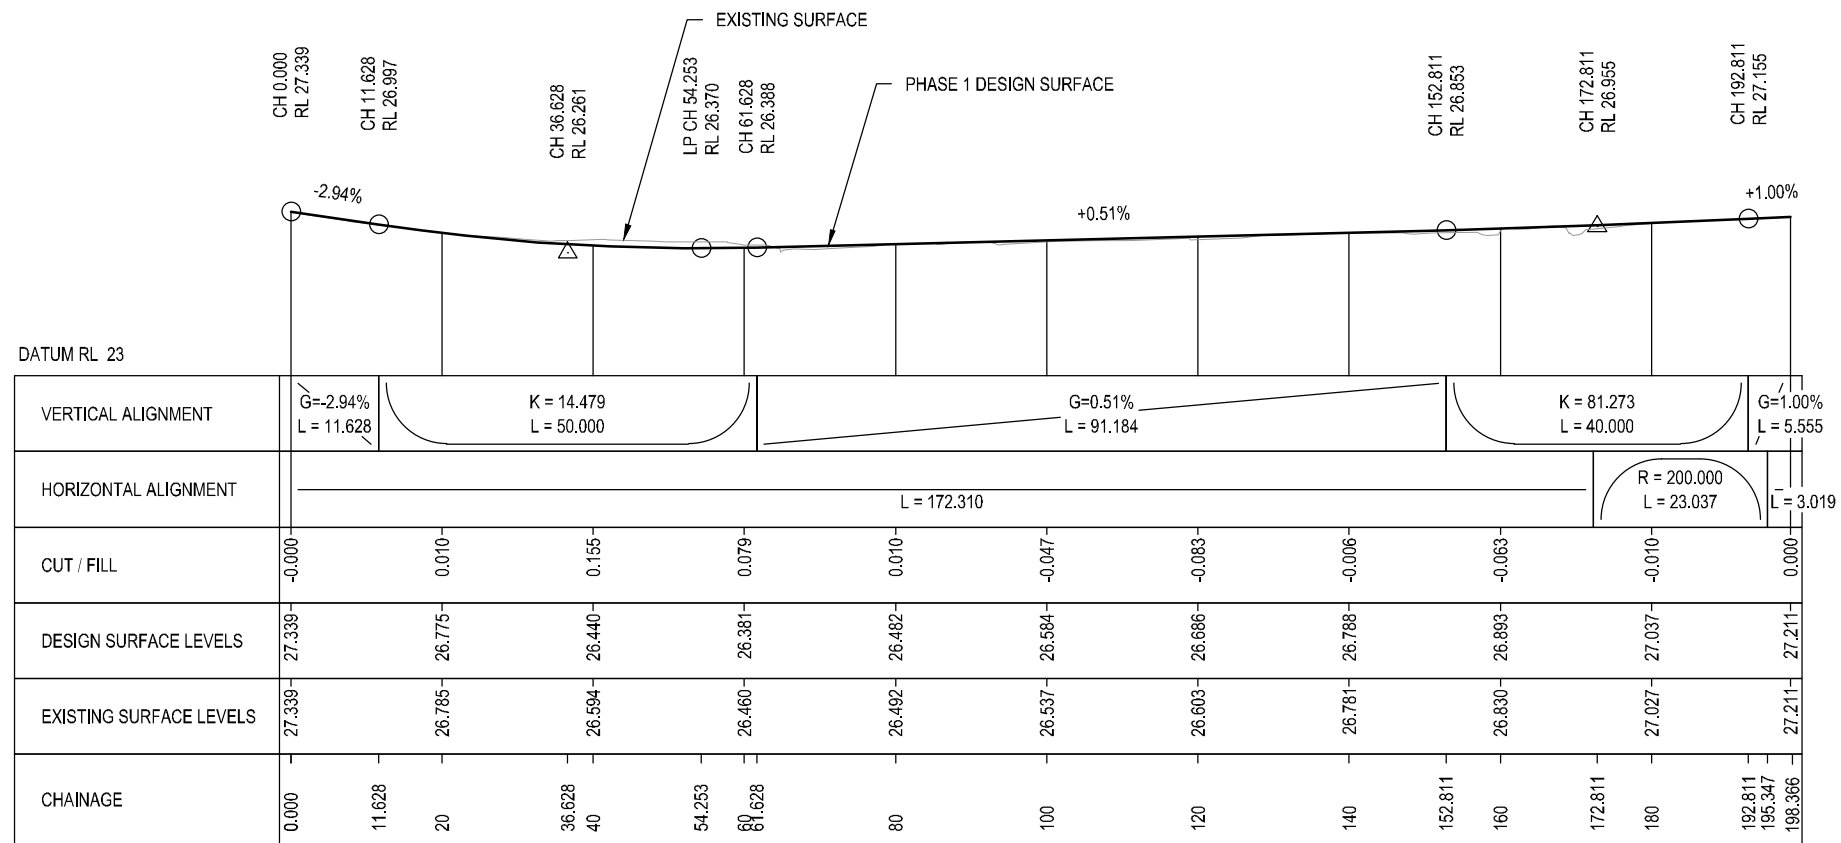 EXISTING SURFACE
PHASE 1 DESIGN SURFACE
CH 0.000
RL 27.339
CH 11.628
RL 26.997
CH 36.628
RL 26.261
LP CH 54.253
RL 26.370
CH 61.628
RL 26.388
CH 152.811
RL 26.853
CH 172.811
RL 26.955
CH 192.811
RL 27.155
-2.94%
+0.51%
+1.00%
DATUM RL 23
VERTICAL ALIGNMENT
G=-2.94%
L = 11.628
K = 14.479
L = 50.000
G=0.51%
L = 91.184
K = 81.273
L = 40.000
G=1.00%
L = 5.555
HORIZONTAL ALIGNMENT
L = 172.310
R = 200.000
L = 23.037
L = 3.019
CUT / FILL
-0.000
0.010
0.155
0.079
0.010
-0.047
-0.083
-0.006
-0.063
-0.010
0.000
DESIGN SURFACE LEVELS
27.339
26.775
26.440
26.381
26.482
26.584
26.686
26.788
26.893
27.037
27.211
EXISTING SURFACE LEVELS
27.339
26.785
26.594
26.460
26.492
26.537
26.603
26.781
26.830
27.027
27.211
CHAINAGE
0.000
11.628
20
36.628
40
54.253
60
61.628
80
100
120
140
152.811
160
172.811
180
192.811
195.347
198.366